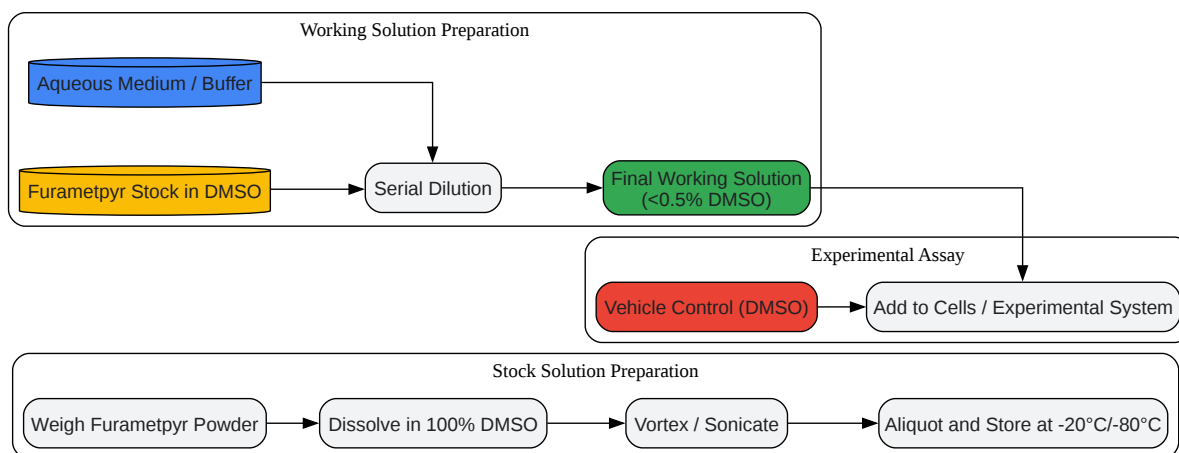 Working Solution Preparation
Aqueous Medium / Buffer
Furametpyr Stock in DMSO
Serial Dilution
Final Working Solution
(<0.5% DMSO)
Experimental Assay
Vehicle Control (DMSO)
Add to Cells / Experimental System
Stock Solution Preparation
Weigh Furametpyr Powder
Dissolve in 100% DMSO
Vortex / Sonicate
Aliquot and Store at -20°C/-80°C